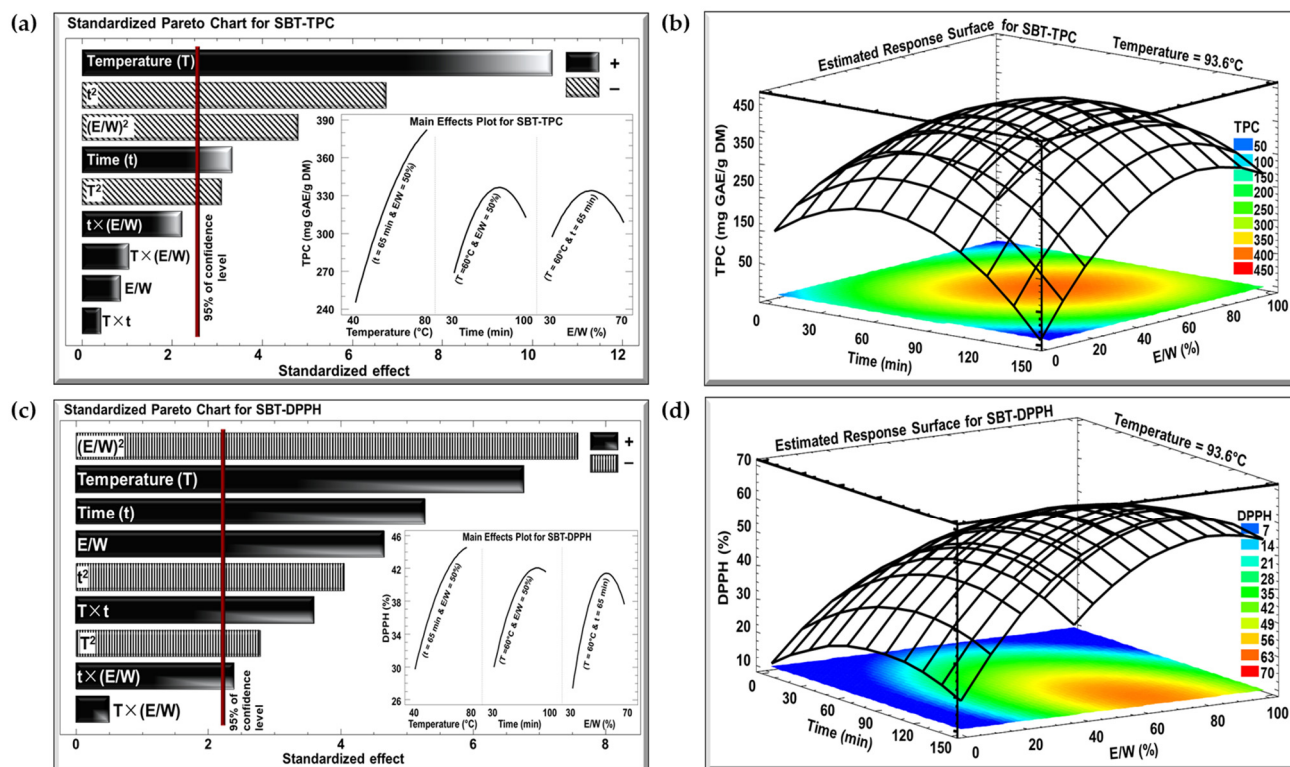 (a)
Standardized Pareto Chart for SBT-TPC
Temperature (T)
t²
(E/W)²
Time (t)
T²
t×(E/W)
T×(E/W)
E/W
T×t
+
−
95% of confidence
level
0 2 4 6 8 10 12
Standardized effect
Main Effects Plot for SBT-TPC
TPC (mg GAE/g DM)
390
360
330
300
270
240
(t = 65 min & E/W = 50%)
(T =60°C & E/W = 50%)
(T = 60°C & t = 65 min)
40 80 30 100 30 70
Temperature (°C) Time (min) E/W (%)
(b)
Estimated Response Surface for SBT-TPC
Temperature = 93.6°C
TPC (mg GAE/g DM)
450
350
250
150
50
TPC
50
100
150
200
250
300
350
400
450
0 30 60 90 120 150
Time (min)
0 20 40 60 80 100
E/W (%)
(c)
Standardized Pareto Chart for SBT-DPPH
(E/W)²
Temperature (T)
Time (t)
E/W
t²
T×t
T²
t×(E/W)
T×(E/W)
+
−
95% of confidence
level
0 2 4 6 8
Standardized effect
Main Effects Plot for SBT-DPPH
DPPH (%)
46
42
38
34
30
26
(t = 65 min & E/W = 50%)
(T =60°C & E/W = 50%)
(T = 60°C & t = 65 min)
40 80 30 100 30 70
Temperature (°C) Time (min) E/W (%)
(d)
Estimated Response Surface for SBT-DPPH
Temperature = 93.6°C
DPPH (%)
70
60
50
40
30
20
10
DPPH
7
14
21
28
35
42
49
56
63
70
0 30 60 90 120 150
Time (min)
0 20 40 60 80 100
E/W (%)